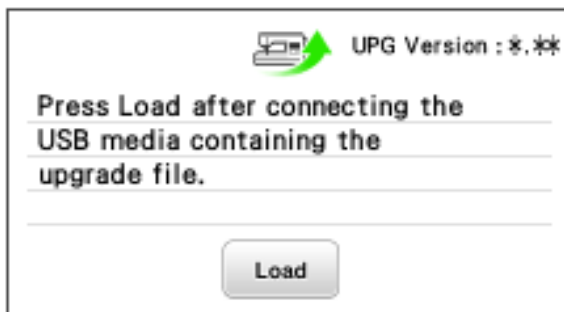 UPG Version : *.**
Press Load after connecting the
USB media containing the
upgrade file.
Load